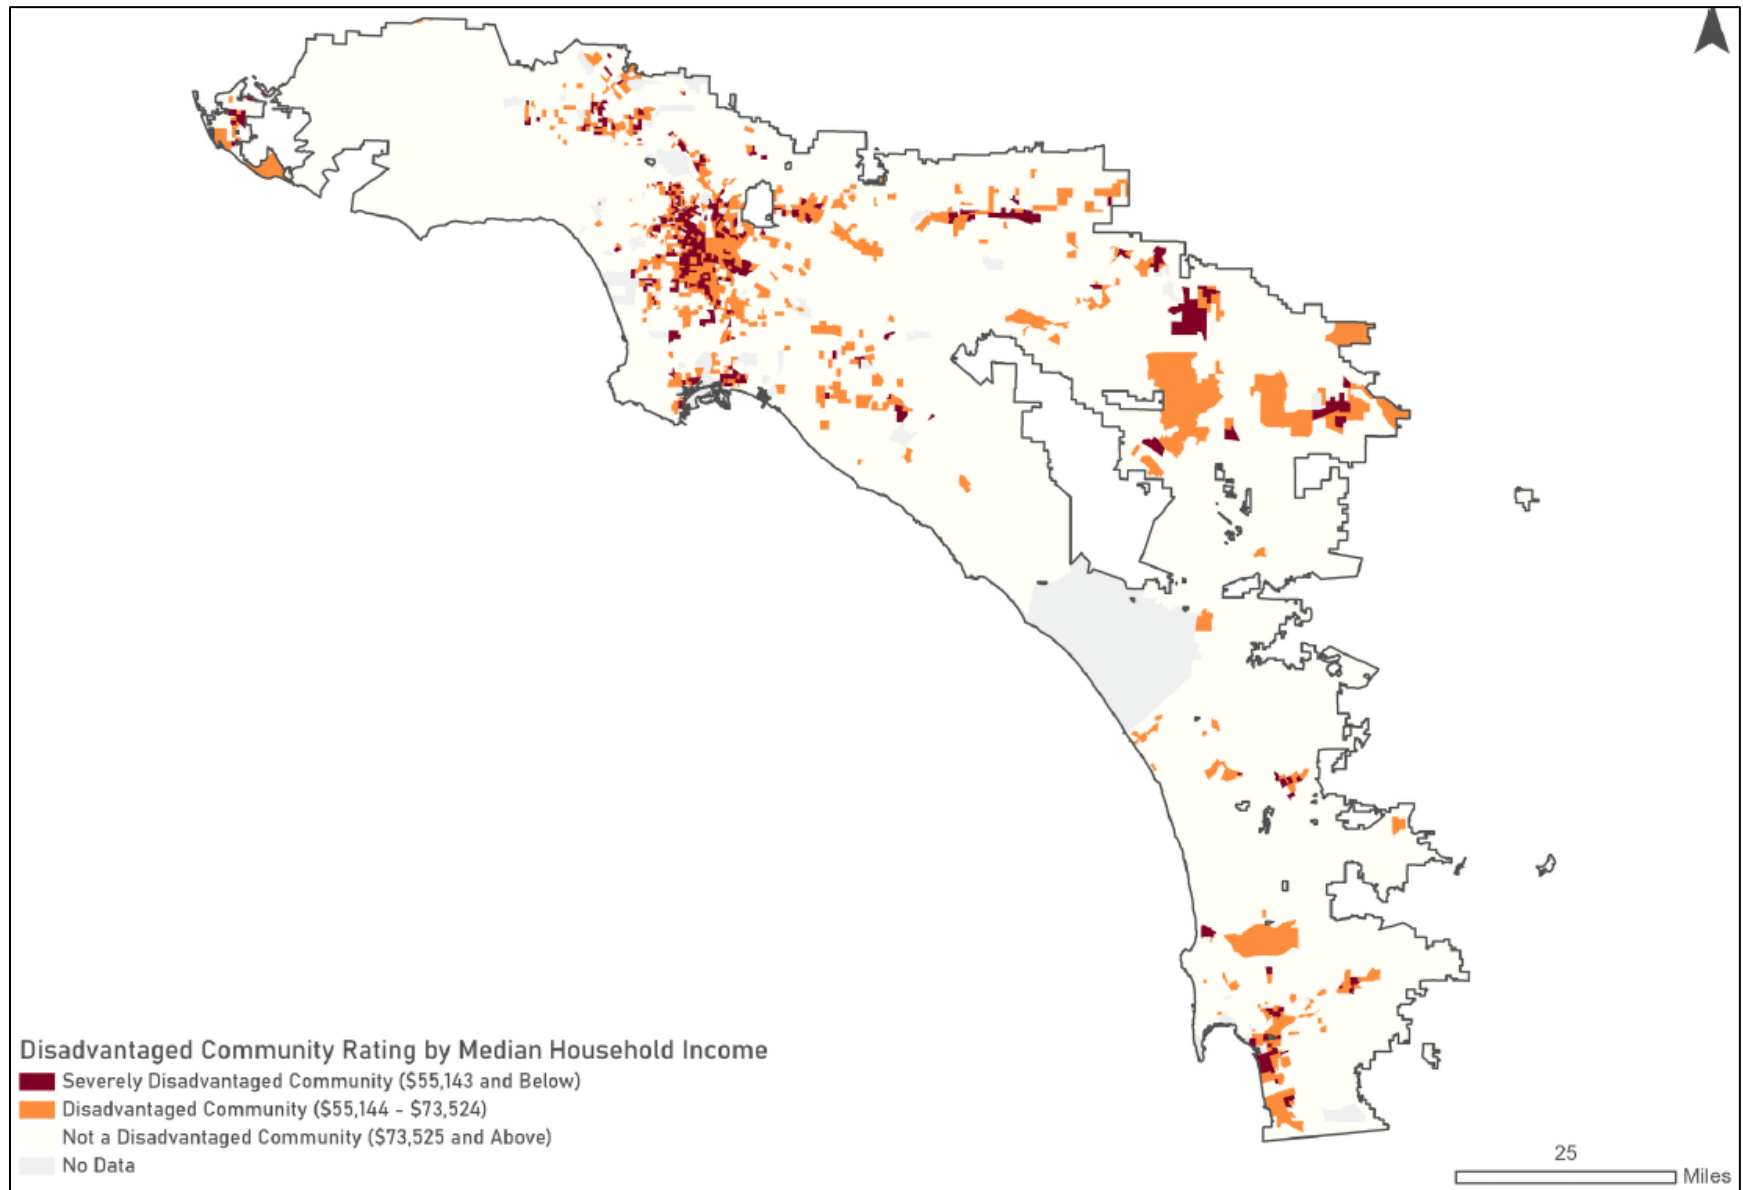 Disadvantaged Community Rating by Median Household Income
Severely Disadvantaged Community ($55,143 and Below)
Disadvantaged Community ($55,144 - $73,524)
Not a Disadvantaged Community ($73,525 and Above)
No Data
25
Miles